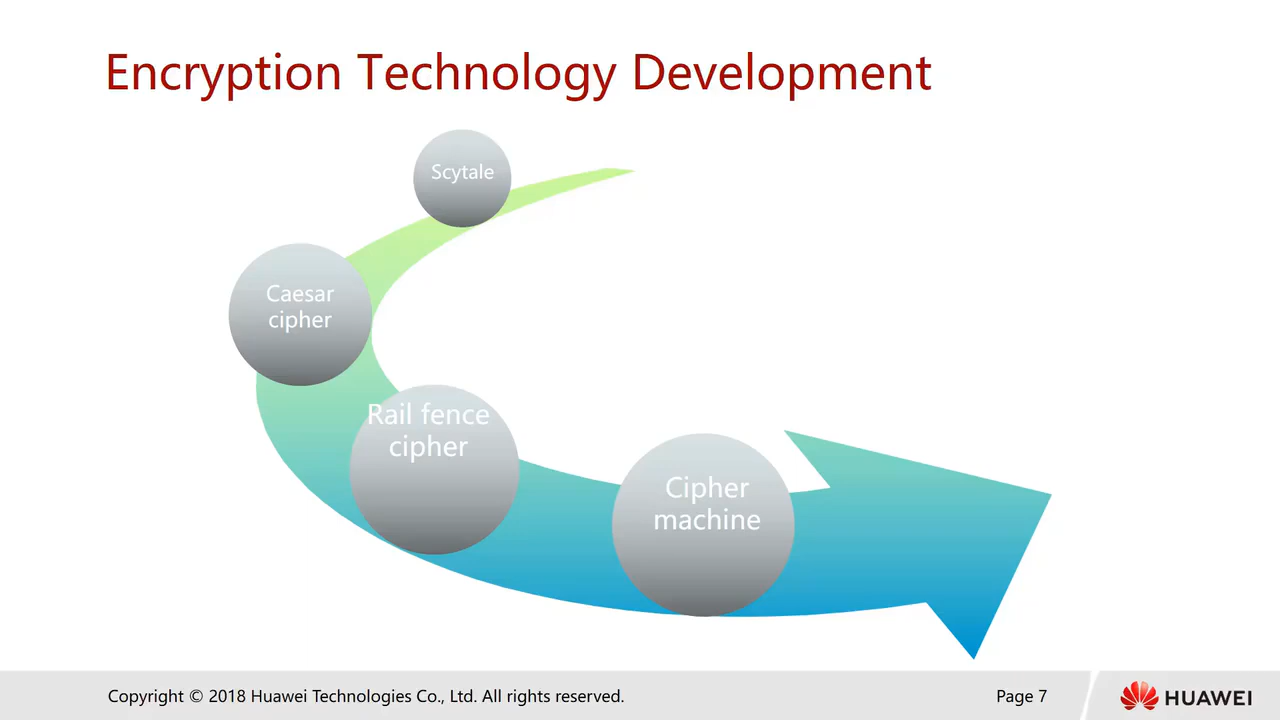 Encryption Technology Development
Scytale
Caesar
cipher
Rail fence
cipher
Cipher
machine
Copyright © 2018 Huawei Technologies Co., Ltd. All rights reserved.
Page 7
HUAWEI